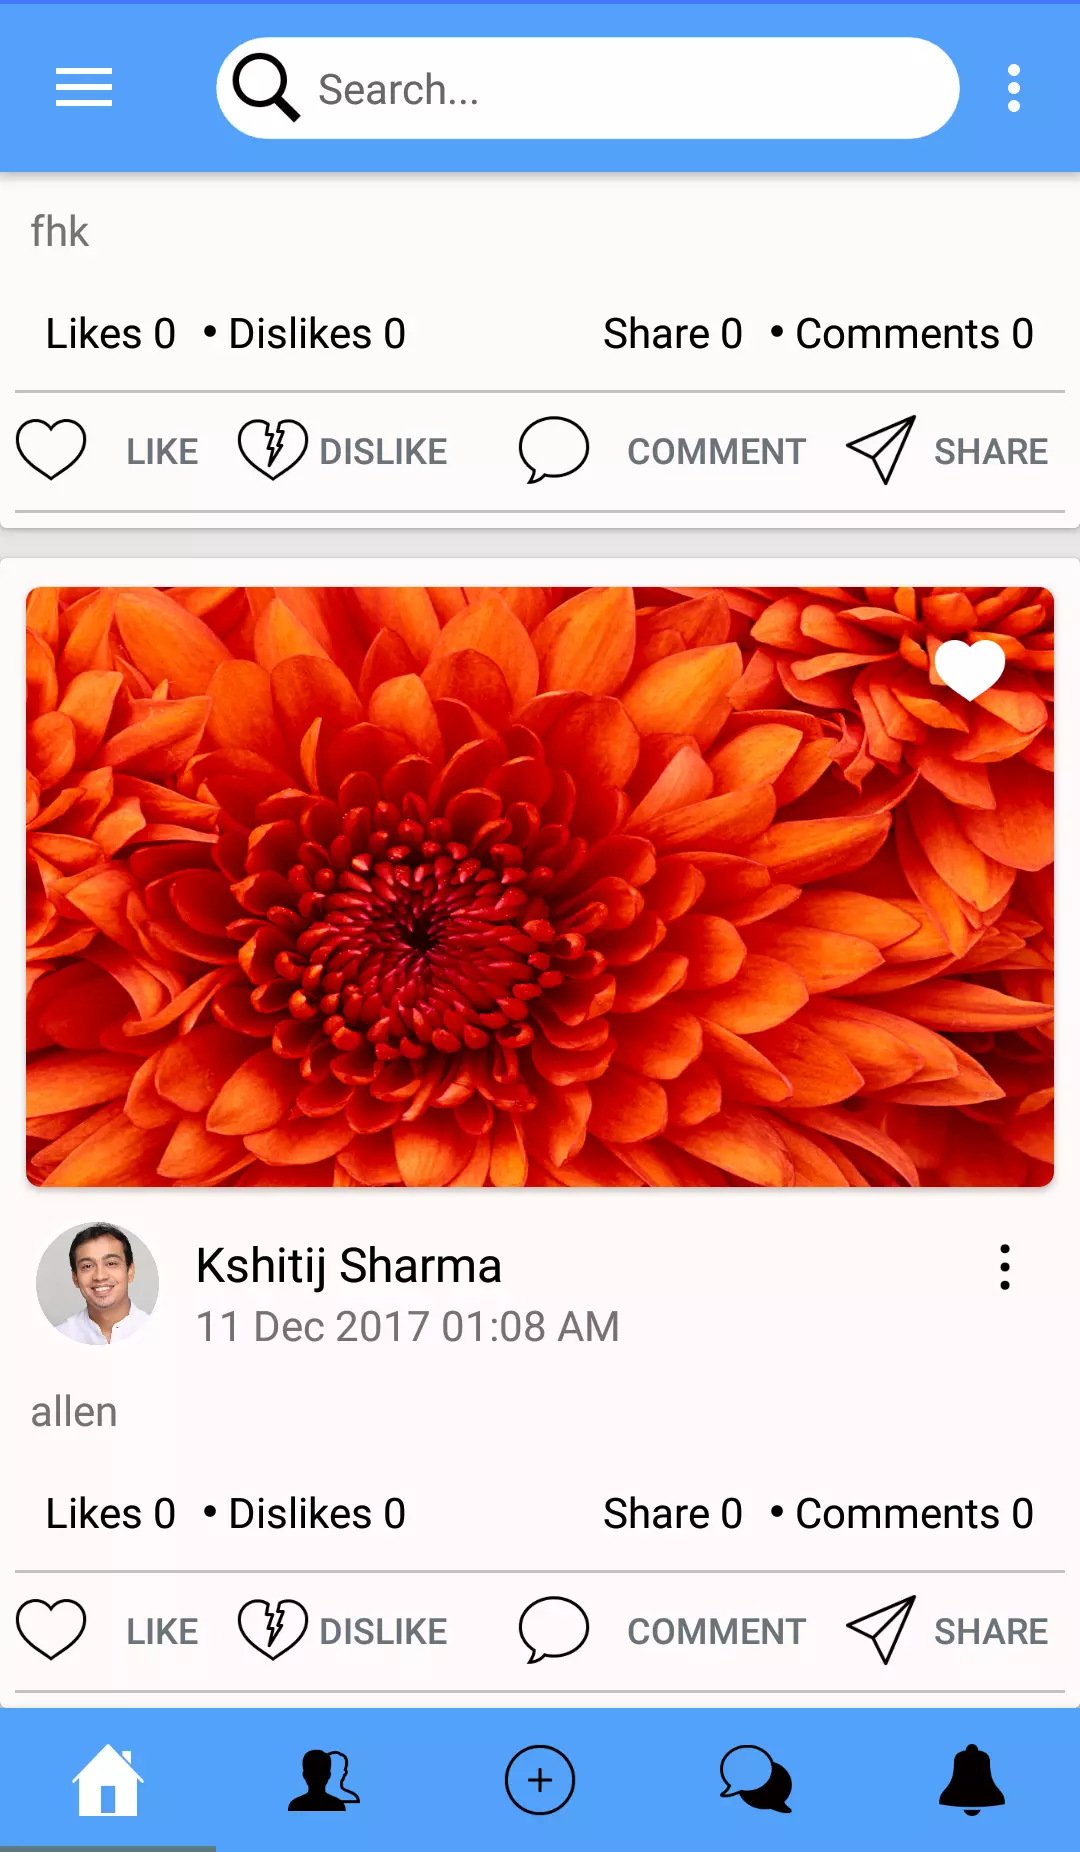 Search...
fhk
Likes 0 • Dislikes 0 Share 0 • Comments 0
LIKE DISLIKE COMMENT SHARE
Kshitij Sharma
11 Dec 2017 01:08 AM
allen
Likes 0 • Dislikes 0 Share 0 • Comments 0
LIKE DISLIKE COMMENT SHARE